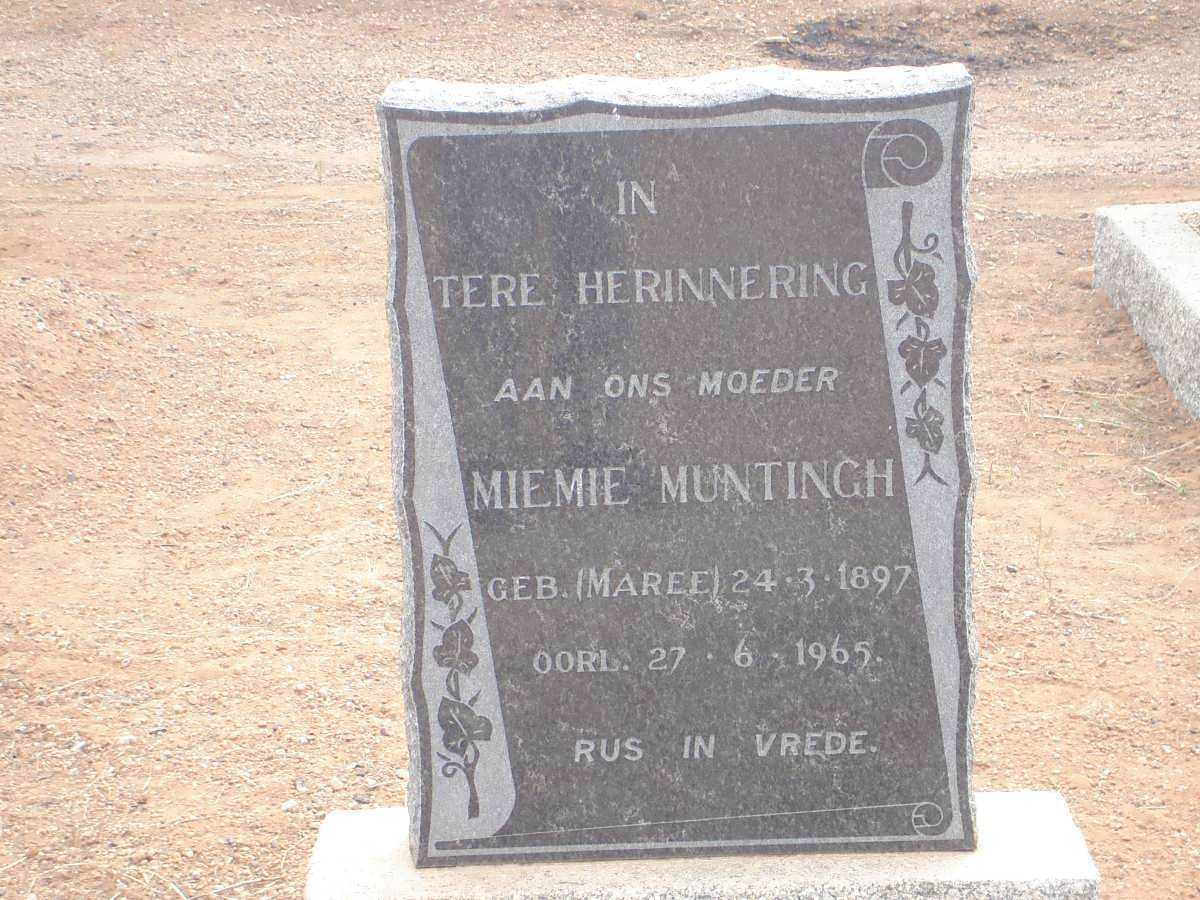 IN
TERE HERINNERING
AAN ONS MOEDER
MIEMIE MUNTINGH
GEB. (MAREE) 24·3·1897
OORL. 27·6·1965.
RUS IN VREDE.